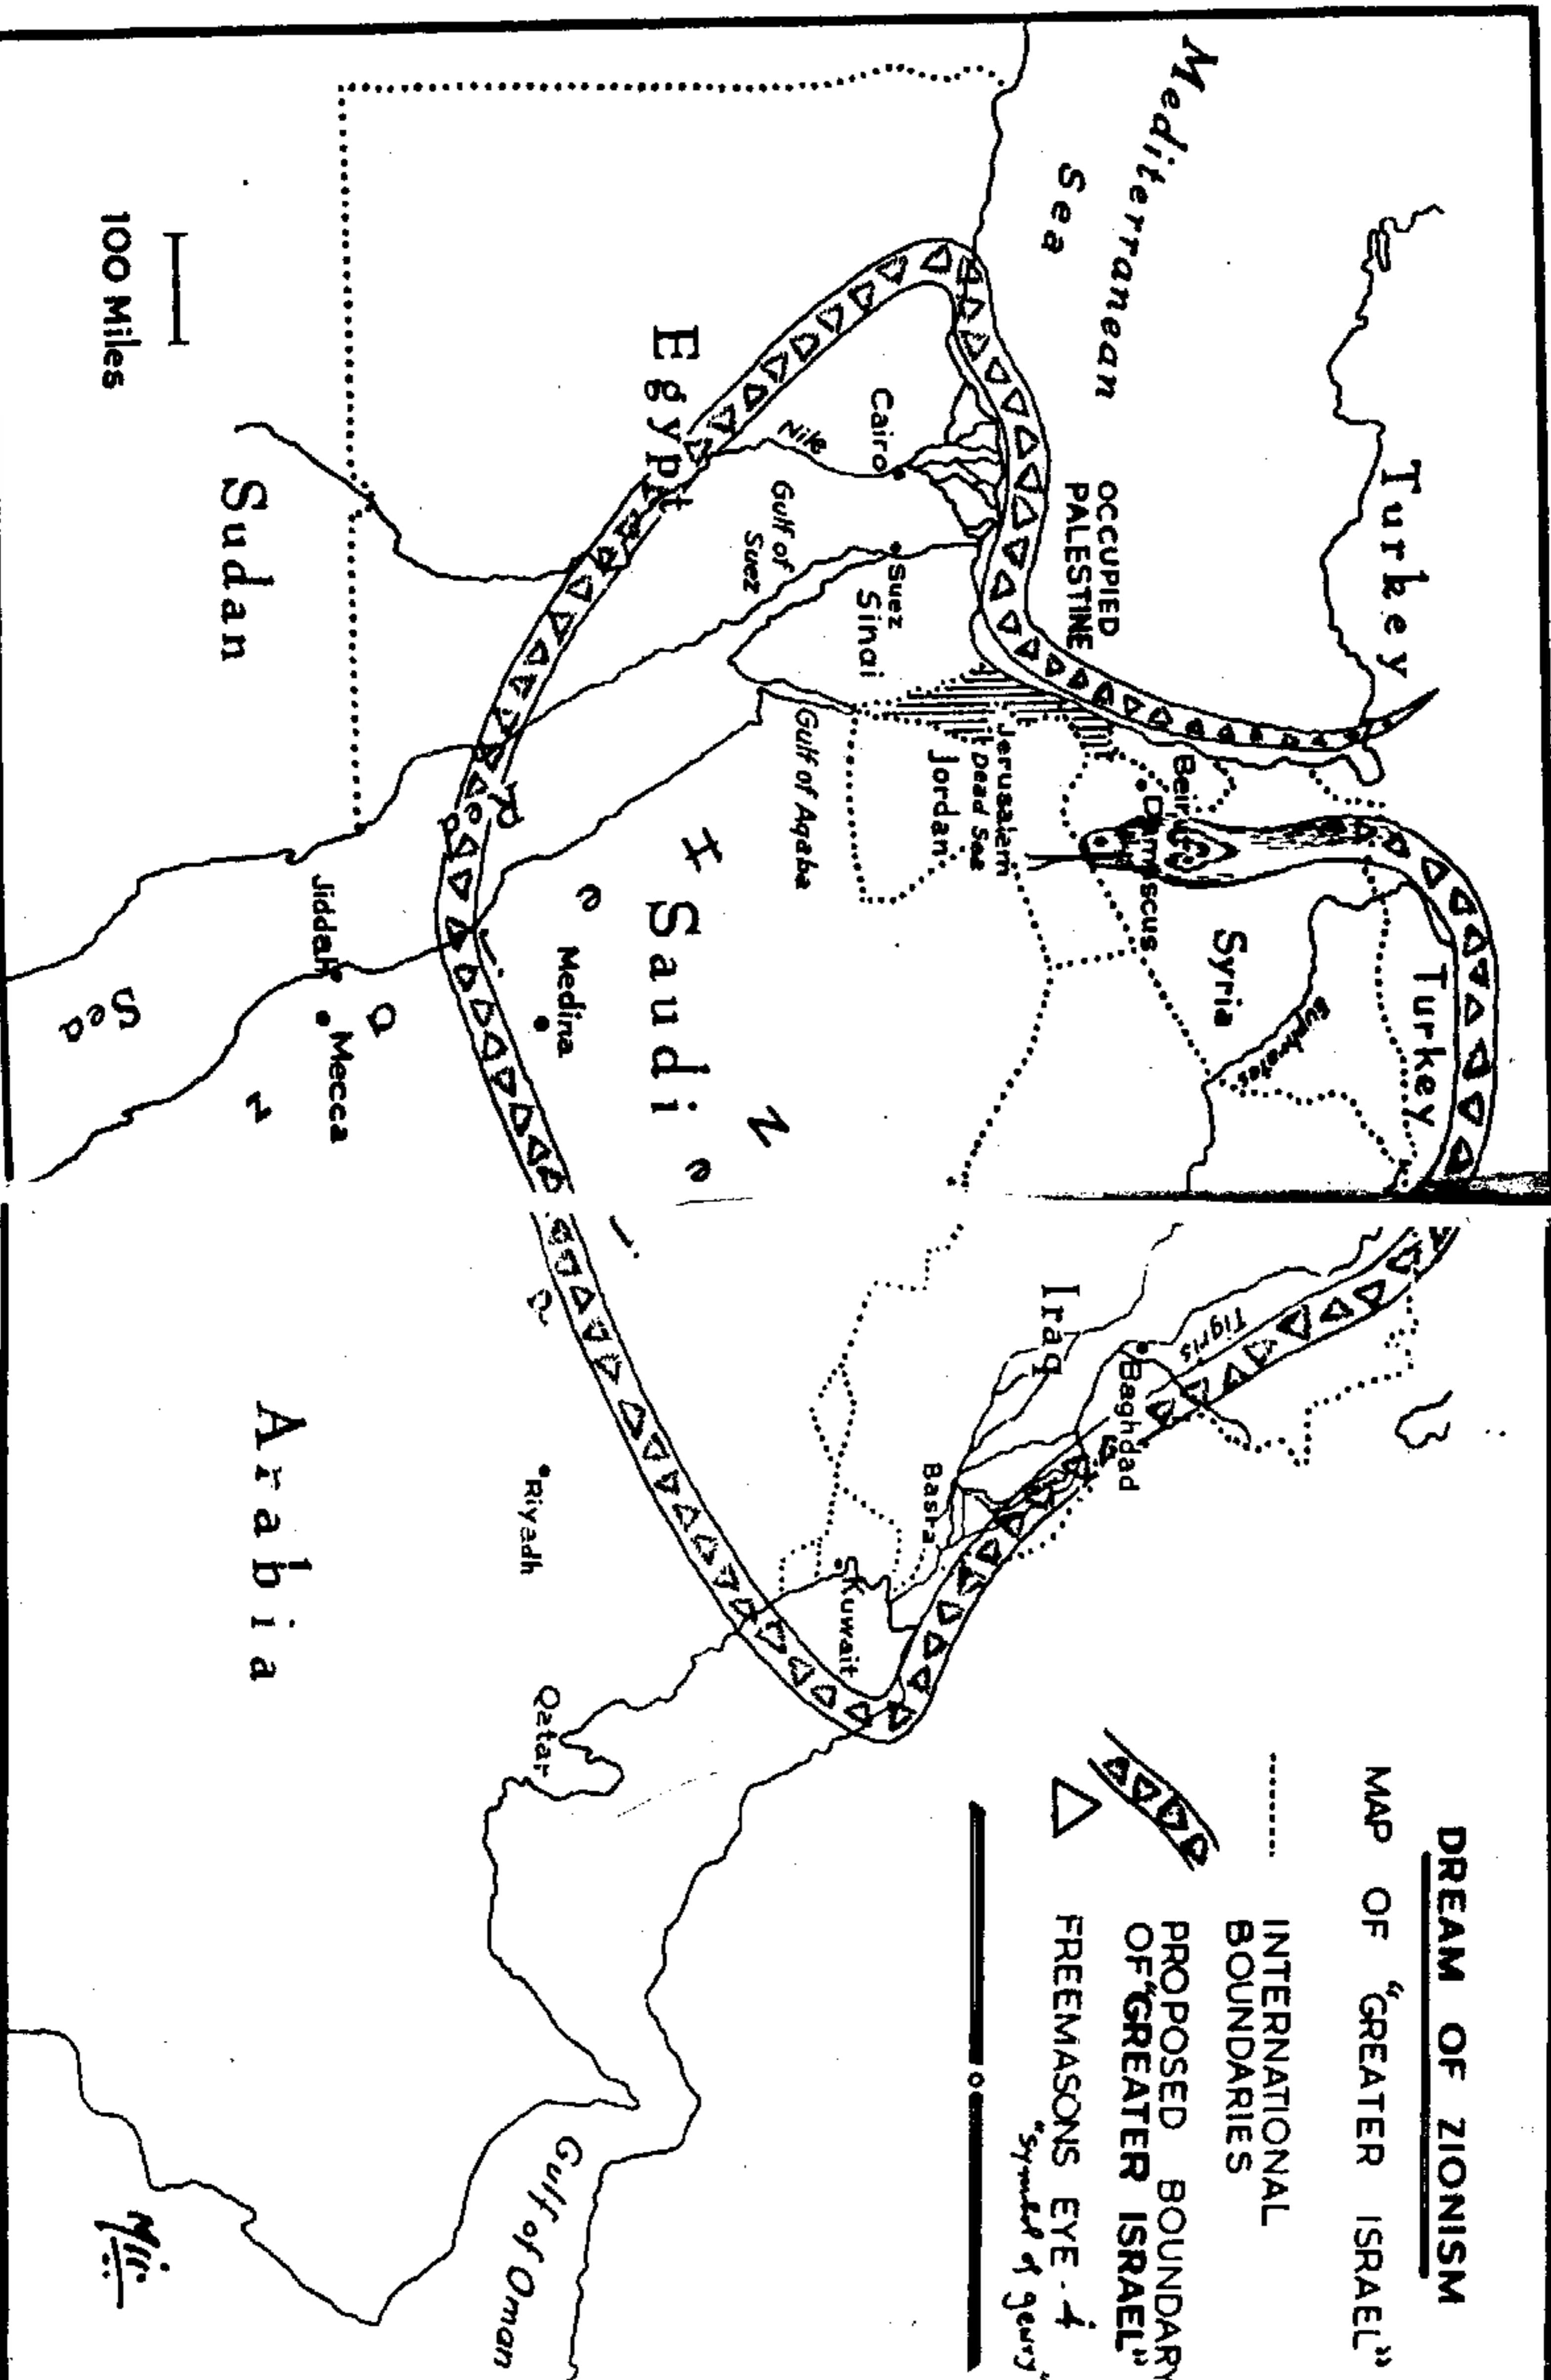 DREAM OF ZIONISM
MAP OF "GREATER ISRAEL"
INTERNATIONAL
BOUNDARIES
PROPOSED BOUNDARY
OF "GREATER ISRAEL"
FREEMASONS EYE -
"Symbol of Jewry"
Turkey
Mediterranean
Sea
OCCUPIED
PALESTINE
Turkey
Syria
Euphrates
Beirut
Damascus
Jerusalem
Dead Sea
Jordan
Cairo
Nile
Suez
Sinai
Gulf of
Suez
Gulf of Aqaba
Egypt
Tigris
Baghdad
Iraq
Basra
Kuwait
H e
Saudi
Medina
Red
Sea
Jiddah
Mecca
Riyadh
Qatar
Arabia
Sudan
100 Miles
Gulf of Oman